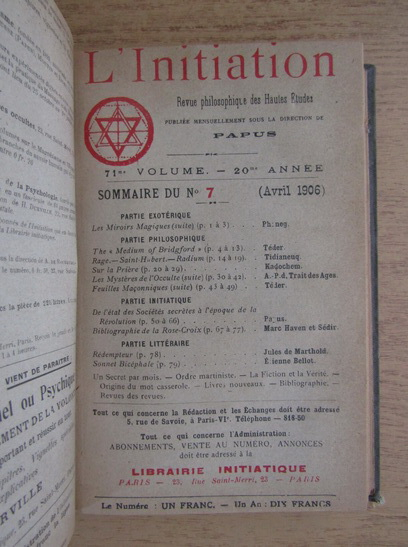 L'Initiation
Revue philosophique des Hautes Etudes
PUBLIÉE MENSUELLEMENT SOUS LA DIRECTION DE
PAPUS
71me VOLUME. — 20me ANNÉE
SOMMAIRE DU No 7 (Avril 1906)
PARTIE EXOTÉRIQUE
Les Miroirs Magiques (suite) (p. 1 à 3) . . . Phaneg.
PARTIE PHILOSOPHIQUE
The « Medium of Bridgford » (p. 4 à 13). Téder.
Rage.—Saint-Hobert.—Radium (p. 14 à 19). Tidianeuq.
Sur la Prière (p. 20 à 29). . . . Kadochem.
Les Mystères de l'Occulte (suite) (p. 30 à 42). A.-P.d. Trait des Ages.
Feuilles Maçonniques (suite) (p. 43 à 49) Téder.
PARTIE INITIATIQUE
De l'état des Sociétés secrètes à l'époque de la
Révolution (p. 50 à 66) . . . Papus.
Bibliographie de la Rose-Croix (p. 67 à 77). Marc Haven et Sédir.
PARTIE LITTÉRAIRE
Rédempteur (p. 78). . . . Jules de Marthold.
Sonnet Bicéphale (p. 79) . . . . Etienne Bellot.
Un Secret par mois. — Ordre martiniste. — La Fiction et la Vérité. —
Origine du mot casserole. — Livres nouveaux. — Bibliographie. —
Revues des revues.
Tout ce qui concerne la Rédaction et les Échanges doit être adressé
5, rue de Savoie, à Paris-VIe. Téléphone — 816-50
Tout ce qui concerne l'Administration:
ABONNEMENTS, VENTE AU NUMÉRO, ANNONCES
doit être adressé à la
LIBRAIRIE INITIATIQUE
PARIS — 23, Rue Saint-Merri, 23 — PARIS
Le Numéro : UN FRANC. — Un An : DIX FRANCS
VIENT DE PARAITRE